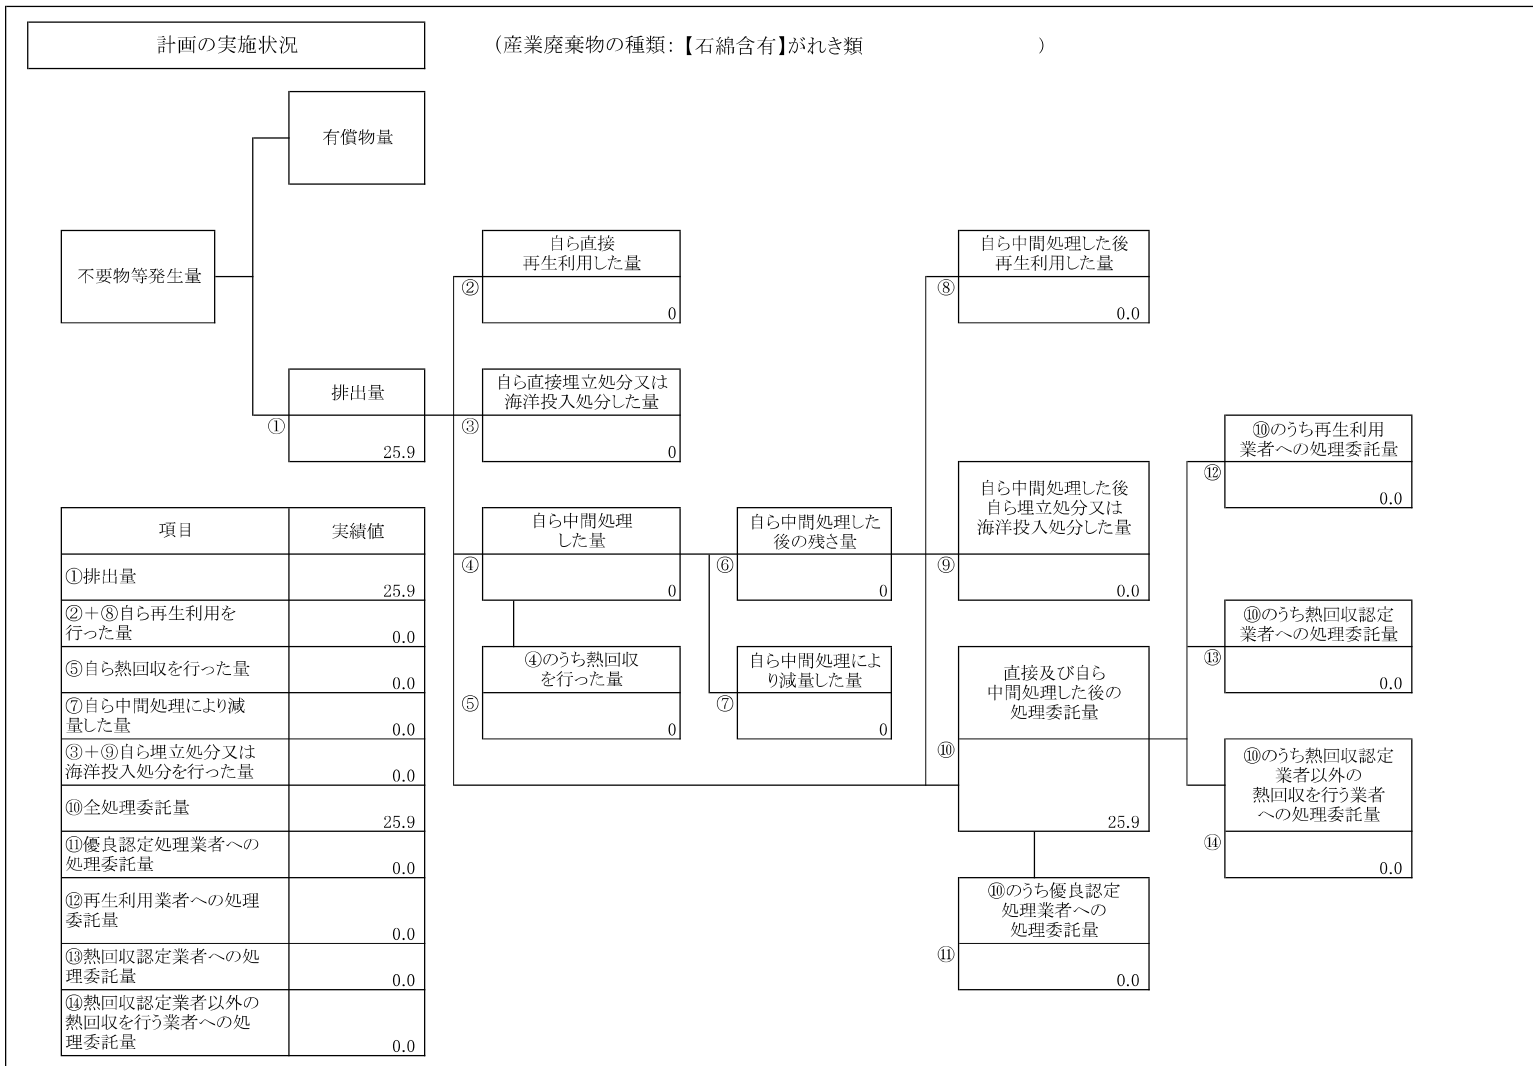 計画の実施状況
（産業廃棄物の種類：【石綿含有】がれき類　　　　　　　　　）
有償物量
不要物等発生量
排出量
①
25.9
自ら直接
再生利用した量
②
0
自ら直接埋立処分又は
海洋投入処分した量
③
0
自ら中間処理
した量
④
0
④のうち熱回収
を行った量
⑤
0
自ら中間処理した
後の残さ量
⑥
0
自ら中間処理によ
り減量した量
⑦
0
自ら中間処理した後
再生利用した量
⑧
0.0
自ら中間処理した後
自ら埋立処分又は
海洋投入処分した量
⑨
0.0
直接及び自ら
中間処理した後の
処理委託量
⑩
25.9
⑩のうち優良認定
処理業者への
処理委託量
⑪
0.0
⑩のうち再生利用
業者への処理委託量
⑫
0.0
⑩のうち熱回収認定
業者への処理委託量
⑬
0.0
⑩のうち熱回収認定
業者以外の
熱回収を行う業者
への処理委託量
⑭
0.0
項目 実績値
①排出量
25.9
②＋⑧自ら再生利用を
行った量
0.0
⑤自ら熱回収を行った量
0.0
⑦自ら中間処理により減
量した量
0.0
③＋⑨自ら埋立処分又は
海洋投入処分を行った量
0.0
⑩全処理委託量
25.9
⑪優良認定処理業者への
処理委託量
0.0
⑫再生利用業者への処理
委託量
0.0
⑬熱回収認定業者への処
理委託量
0.0
⑭熱回収認定業者以外の
熱回収を行う業者への処
理委託量
0.0